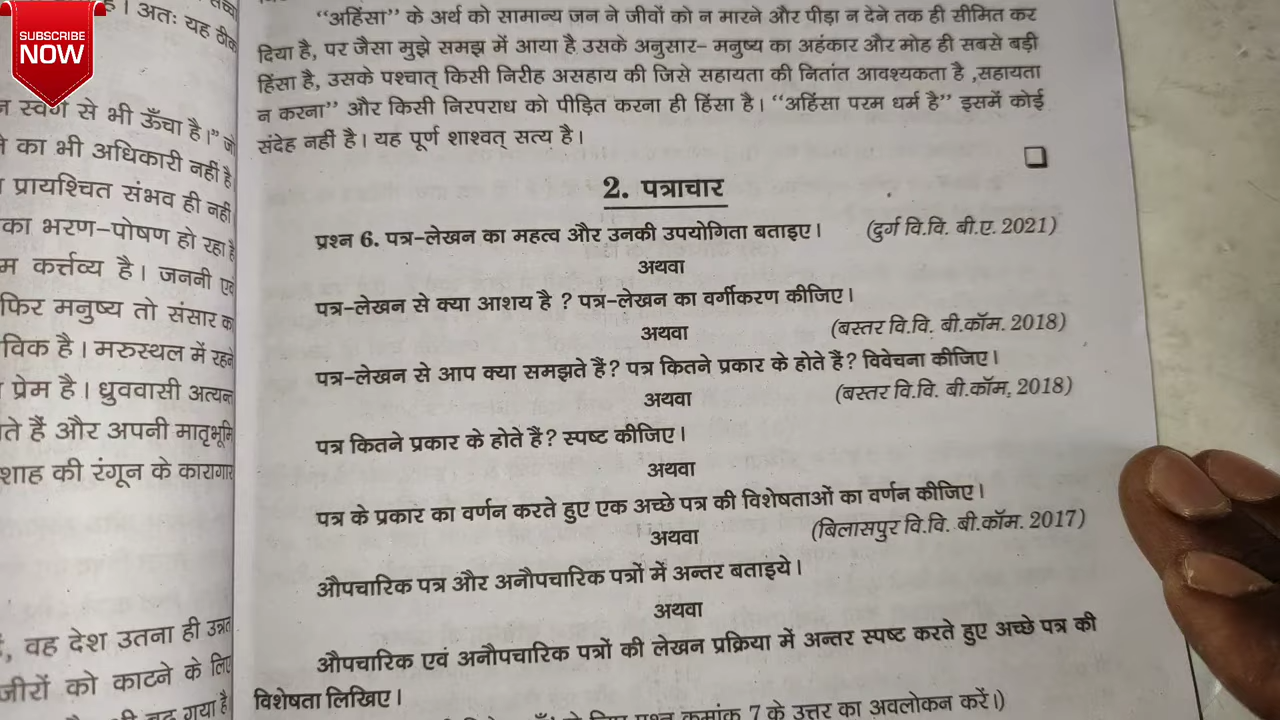 SUBSCRIBE
NOW
। अतः यह ठीक
स्वर्ग से भी ऊँचा है।” जो
का भी अधिकारी नहीं है।
प्रायश्चित संभव ही नहीं
का भरण-पोषण हो रहा है
म कर्त्तव्य है। जननी एवं
फिर मनुष्य तो संसार का
विक है। मरुस्थल में रहने
प्रेम है। ध्रुववासी अत्यन्त
ते हैं और अपनी मातृभूमि
शाह की रंगून के कारागार
वह देश उतना ही उन्नत
जीरों को काटने के लिए
गया है।
“अहिंसा” के अर्थ को सामान्य जन ने जीवों को न मारने और पीड़ा न देने तक ही सीमित कर
दिया है, पर जैसा मुझे समझ में आया है उसके अनुसार- मनुष्य का अहंकार और मोह ही सबसे बड़ी
हिंसा है, उसके पश्चात् किसी निरीह असहाय की जिसे सहायता की नितांत आवश्यकता है ,सहायता
न करना” और किसी निरपराध को पीड़ित करना ही हिंसा है। “अहिंसा परम धर्म है” इसमें कोई
संदेह नहीं है। यह पूर्ण शाश्वत् सत्य है।
2. पत्राचार
प्रश्न 6. पत्र-लेखन का महत्व और उनकी उपयोगिता बताइए। (दुर्ग वि.वि. बी.ए. 2021)
अथवा
पत्र-लेखन से क्या आशय है ? पत्र-लेखन का वर्गीकरण कीजिए।
अथवा (बस्तर वि.वि. बी.कॉम. 2018)
पत्र-लेखन से आप क्या समझते हैं? पत्र कितने प्रकार के होते हैं? विवेचना कीजिए।
अथवा (बस्तर वि.वि. बी.कॉम, 2018)
पत्र कितने प्रकार के होते हैं? स्पष्ट कीजिए।
अथवा
पत्र के प्रकार का वर्णन करते हुए एक अच्छे पत्र की विशेषताओं का वर्णन कीजिए।
अथवा (बिलासपुर वि.वि. बी.कॉम. 2017)
औपचारिक पत्र और अनौपचारिक पत्रों में अन्तर बताइये।
अथवा
औपचारिक एवं अनौपचारिक पत्रों की लेखन प्रक्रिया में अन्तर स्पष्ट करते हुए अच्छे पत्र की
विशेषता लिखिए।
लिए प्रश्न क्रमांक 7 के उत्तर का अवलोकन करें।)